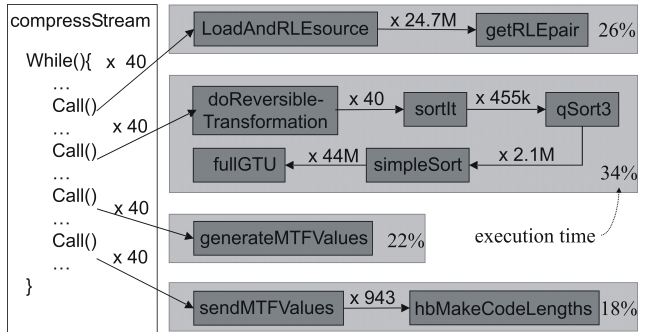 compressStream
While(){ x 40
...
Call()
...
x 40
Call()
...
Call()
x 40
...
Call()
x 40
...
}
LoadAndRLEsource x 24.7M getRLEpair 26%
doReversible-
Transformation x 40 sortIt x 455k qSort3
fullGTU x 44M simpleSort x 2.1M
34%
execution time
generateMTFValues 22%
sendMTFValues x 943 hbMakeCodeLengths 18%